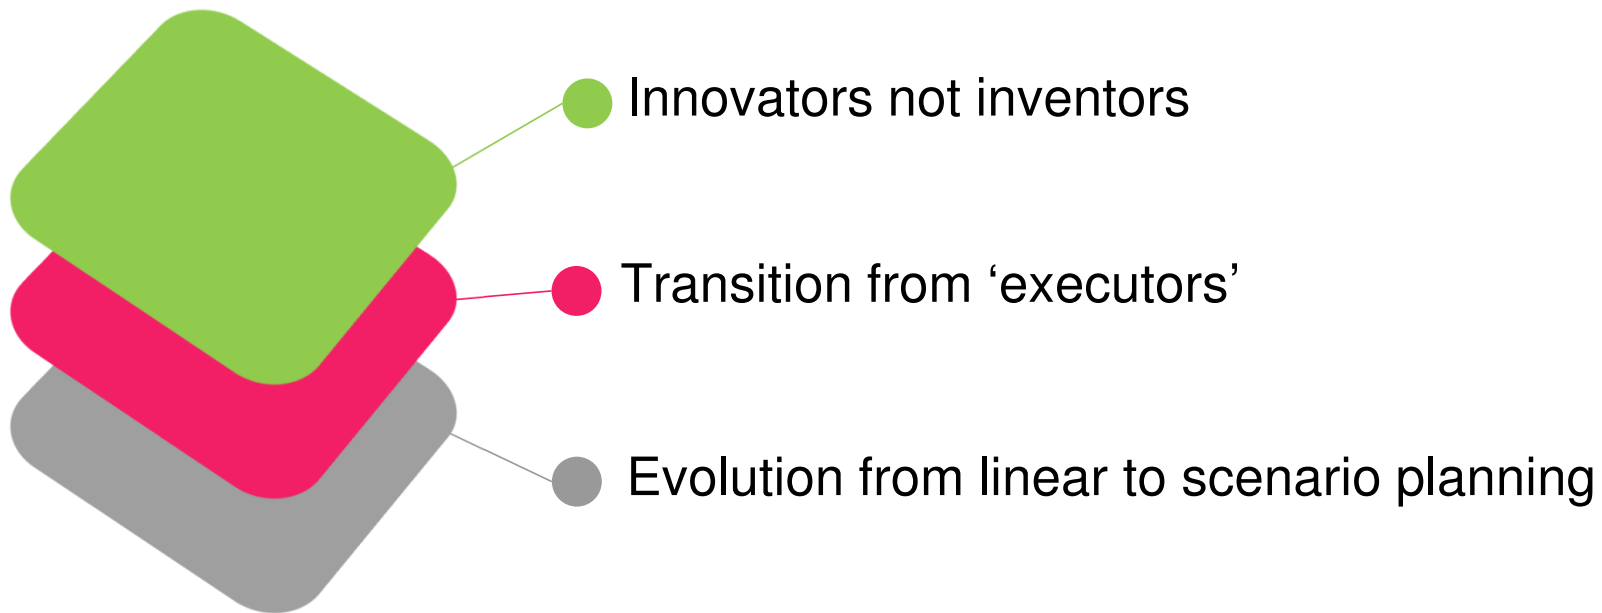 Innovators not inventors
Transition from ‘executors’
Evolution from linear to scenario planning